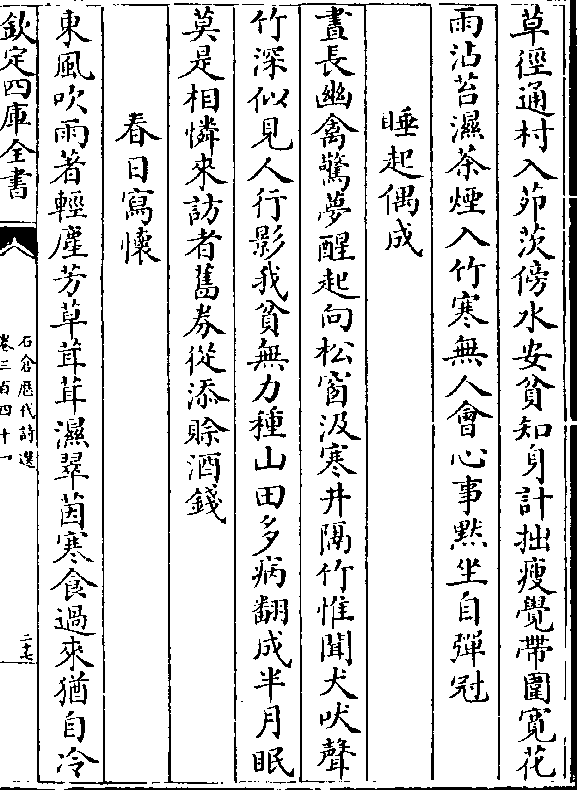 草徑通村入茆茨傍水安貧知身計拙瘦覺帶圍寛花
雨沾苔濕茶煙入竹寒無人會心事黙坐自彈冠
睡起偶成
晝長幽禽驚夢醒起向松窗汲寒井隔竹惟聞犬吠聲
竹深似見人行影我貧無力種山田多病翻成半月眠
莫是相憐來訪者舊券從添賒酒錢
春日寫懷
東風吹雨著輕塵芳草茸茸濕翠茵寒食過來猶自冷
欽定四庫全書
石倉歴代詩選
卷三百四十一
二十七